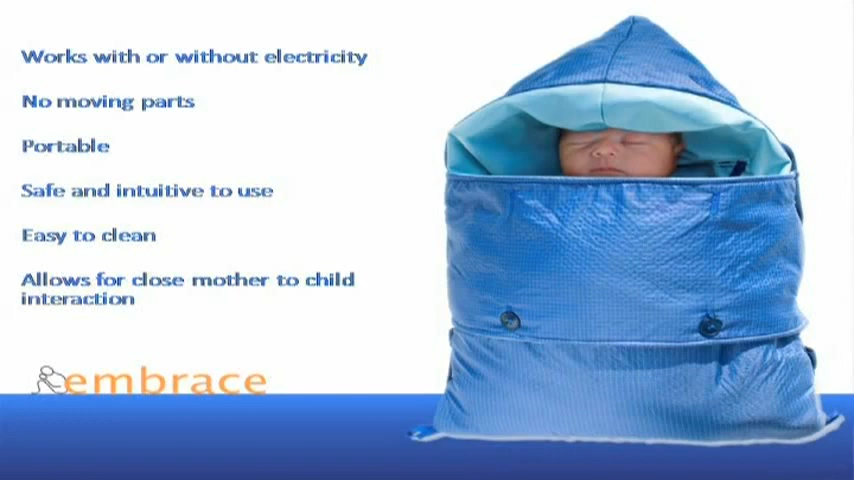 Works with or without electricity
No moving parts
Portable
Safe and intuitive to use
Easy to clean
Allows for close mother to child
interaction
embrace